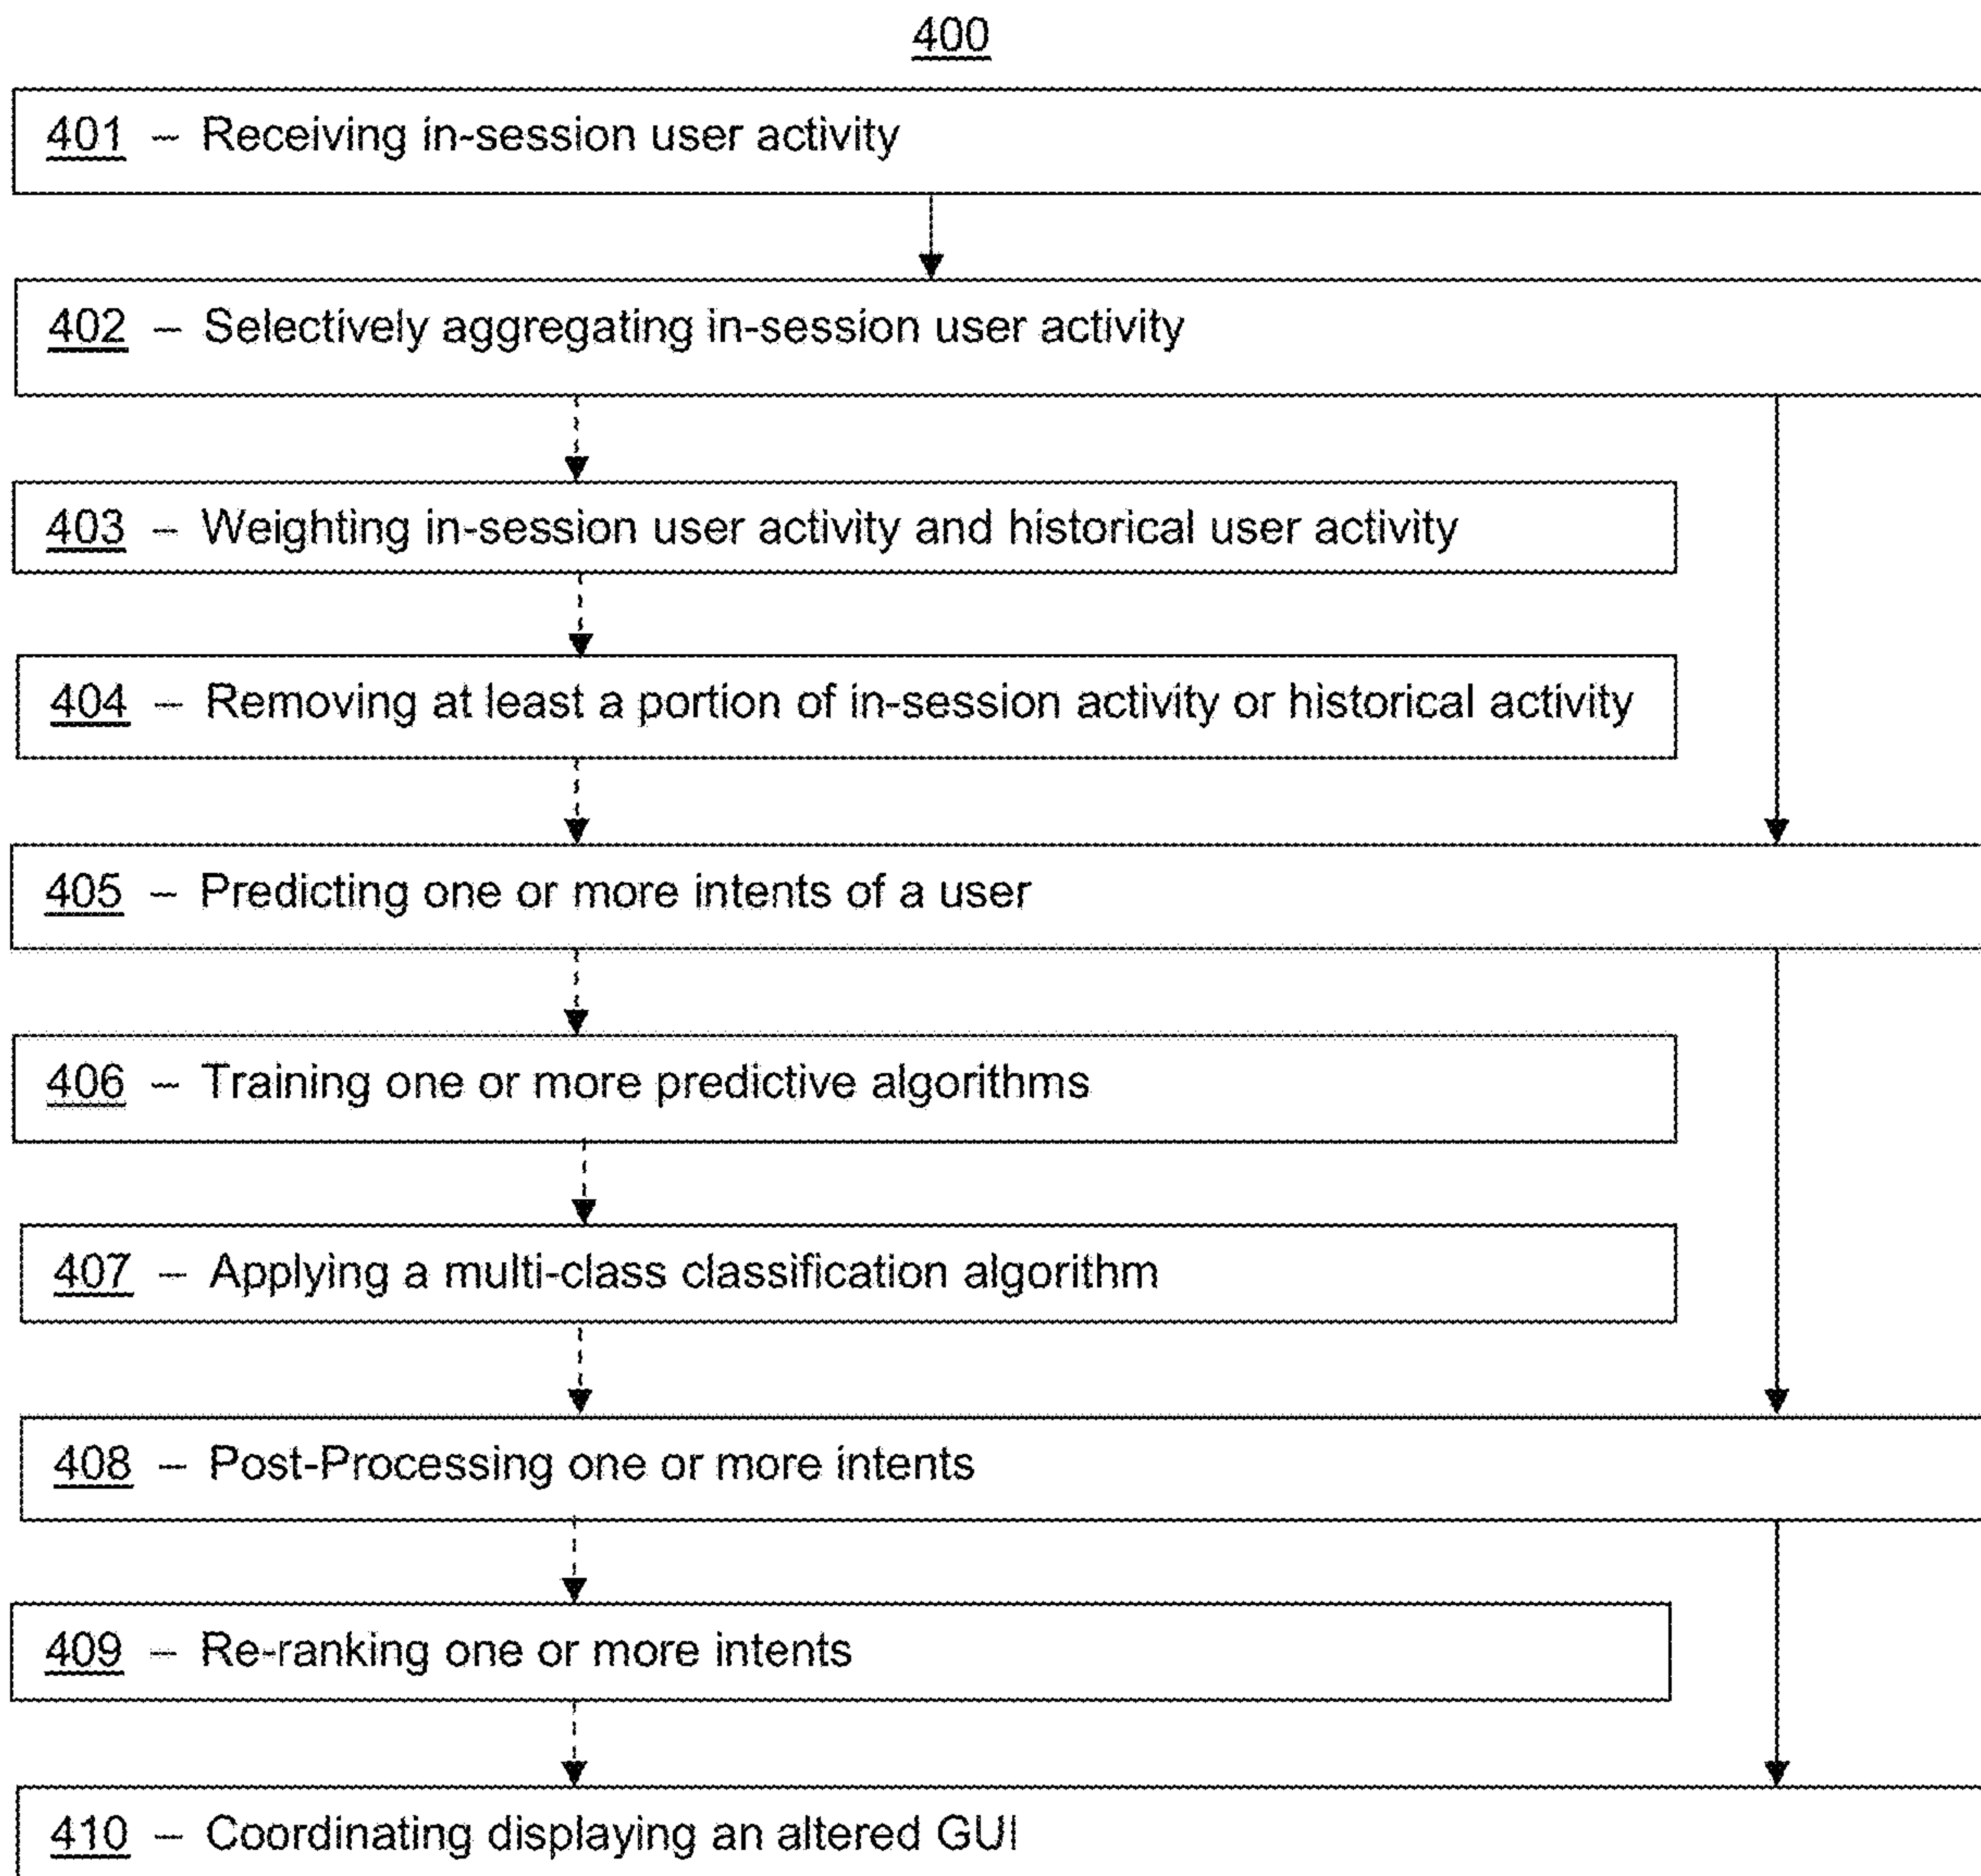 400
401 – Receiving in-session user activity
402 – Selectively aggregating in-session user activity
403 – Weighting in-session user activity and historical user activity
404 – Removing at least a portion of in-session activity or historical activity
405 – Predicting one or more intents of a user
406 – Training one or more predictive algorithms
407 – Applying a multi-class classification algorithm
408 – Post-Processing one or more intents
409 – Re-ranking one or more intents
410 – Coordinating displaying an altered GUI